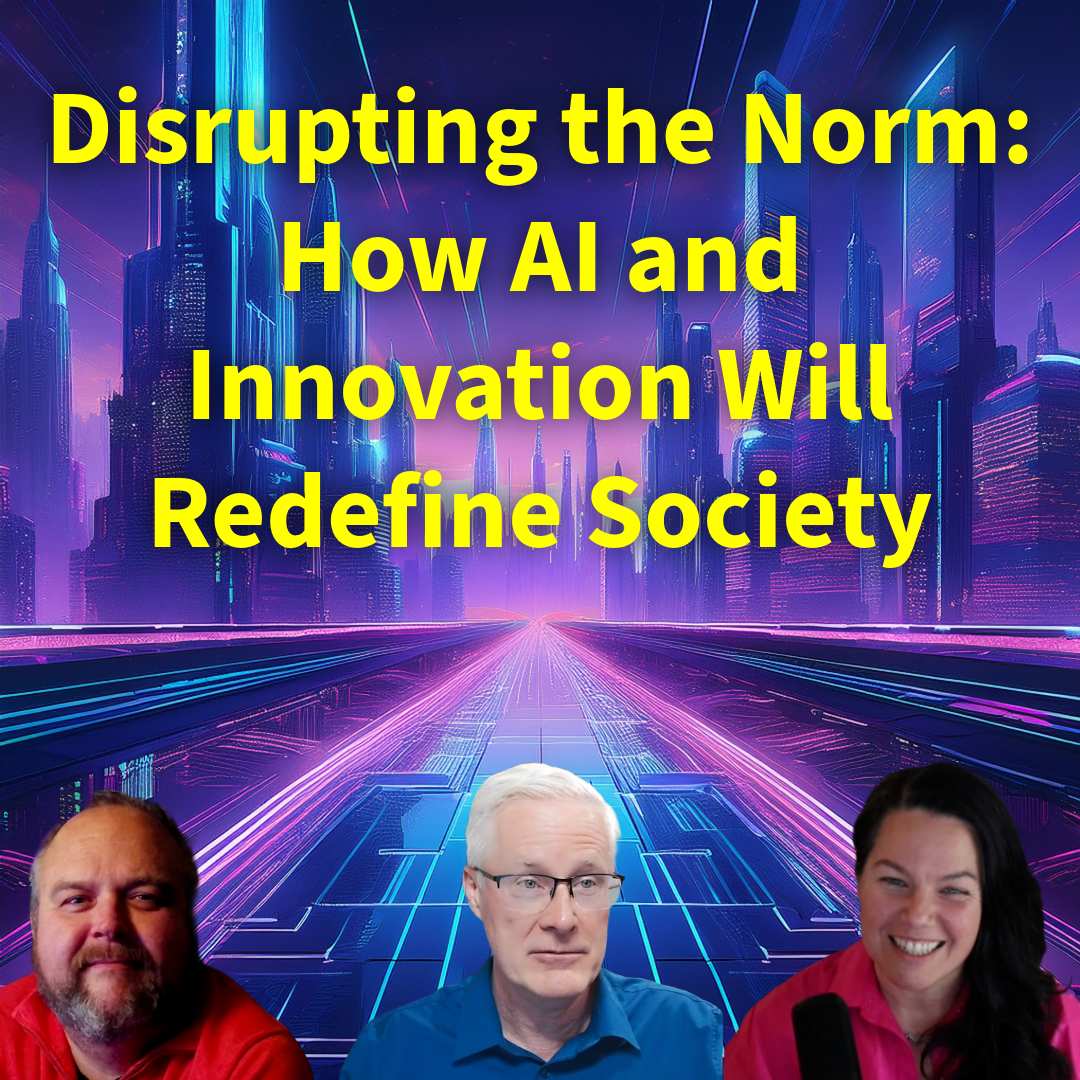 Disrupting the Norm:
How AI and
Innovation Will
Redefine Society